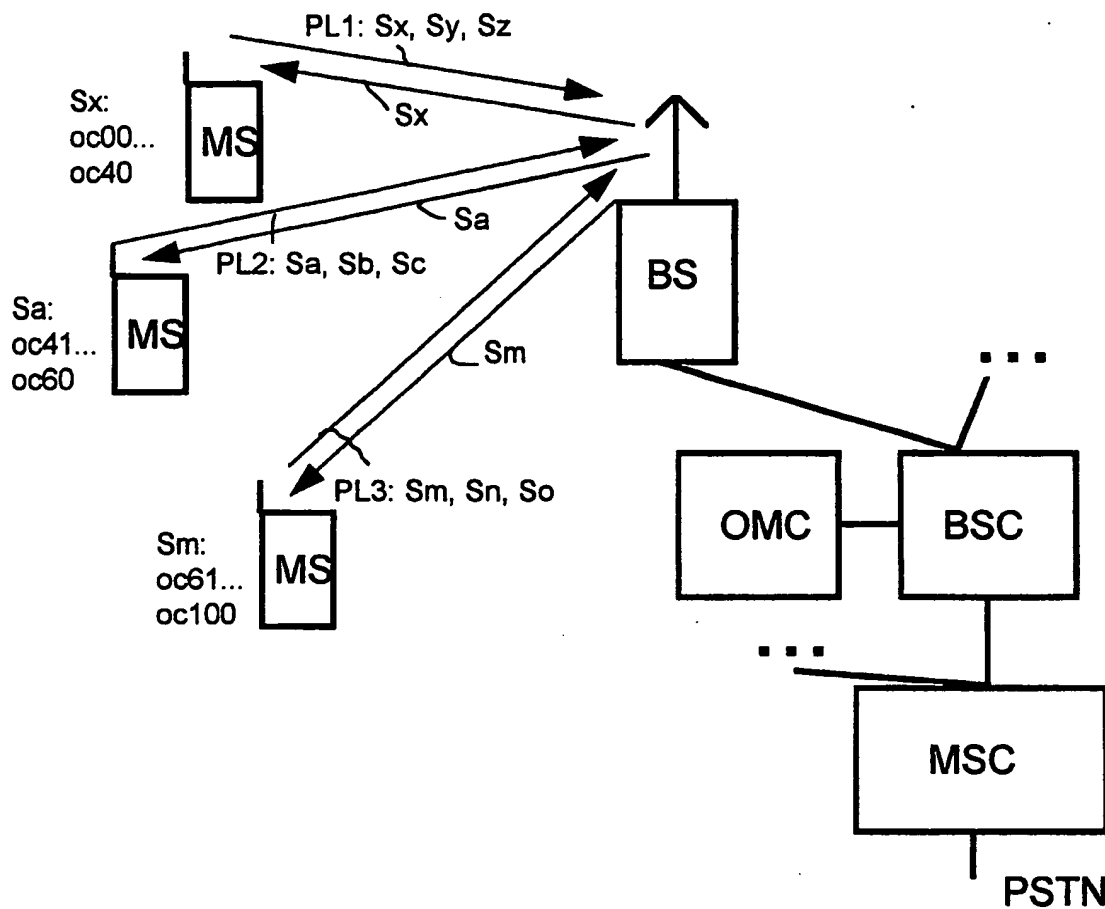 PL1: Sx, Sy, Sz
Sx
Sx:
oc00...
oc40
MS
Sa
PL2: Sa, Sb, Sc
BS
Sa:
oc41...
oc60
MS
Sm
...
PL3: Sm, Sn, So
OMC
BSC
Sm:
oc61...
oc100
MS
...
MSC
PSTN